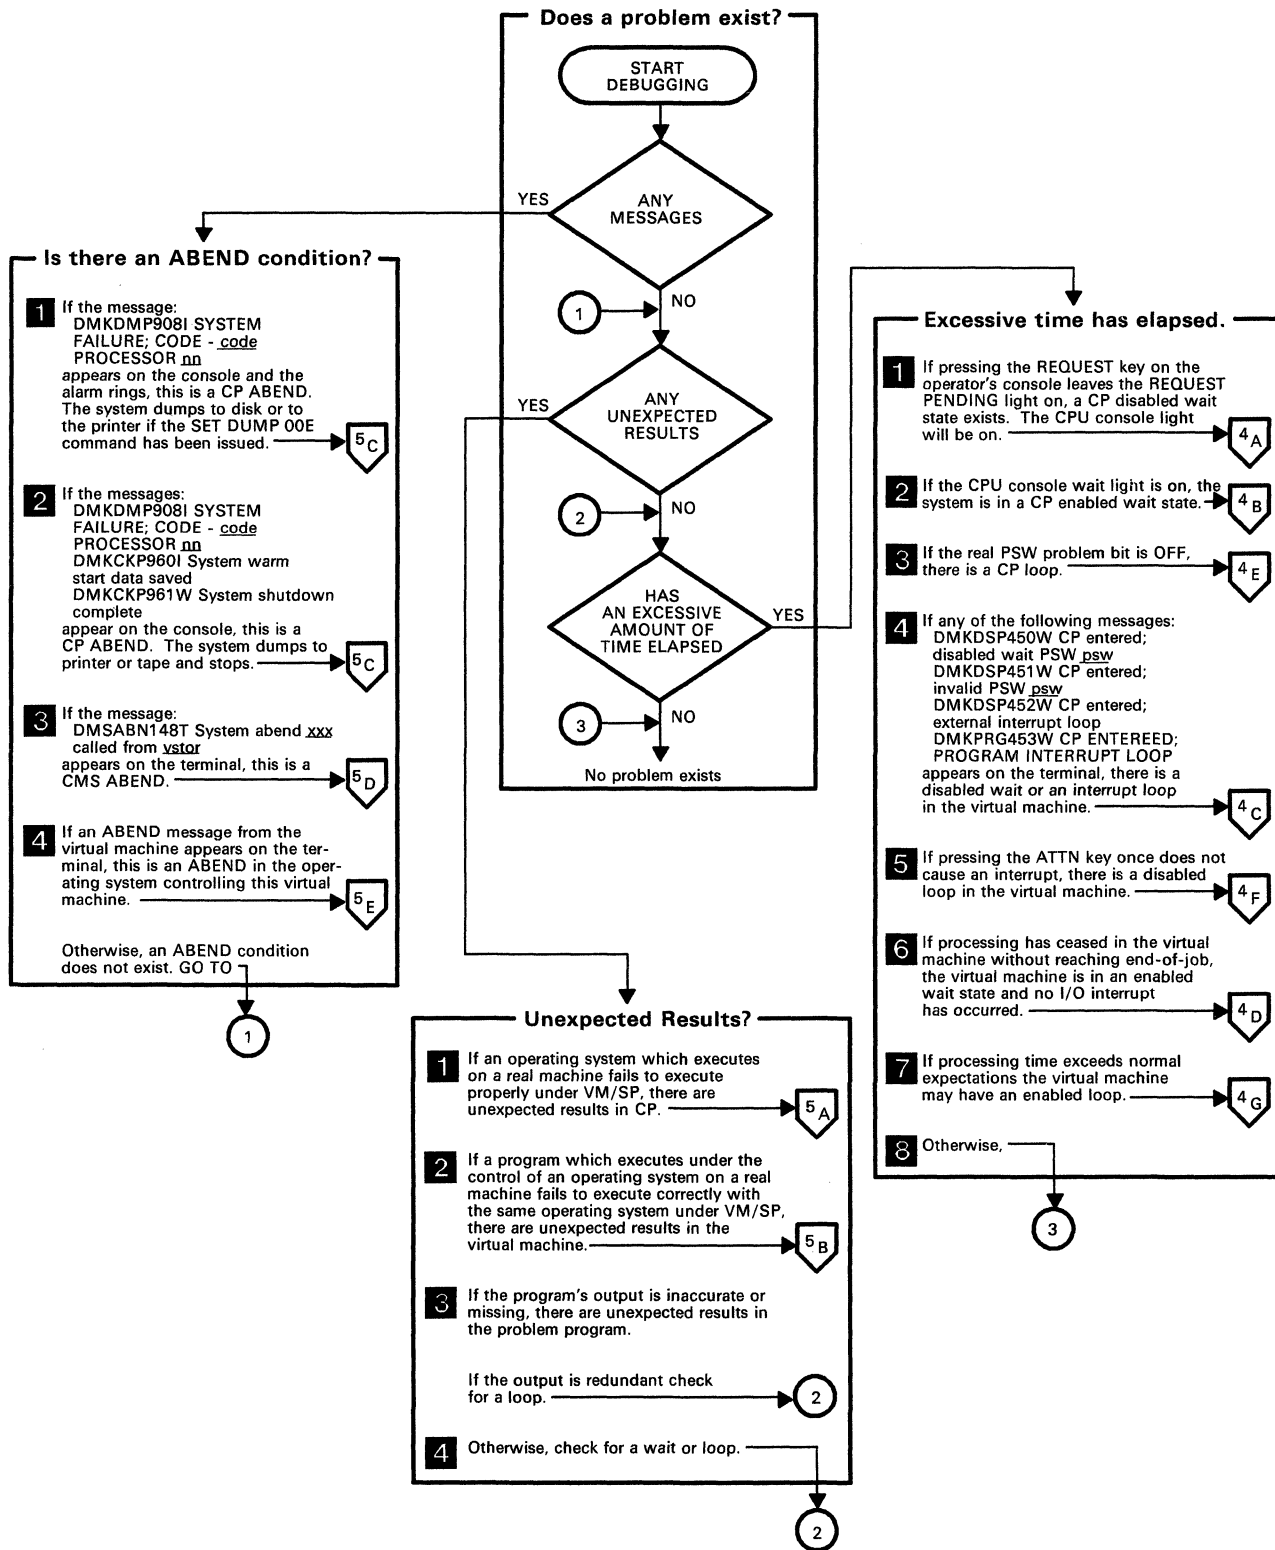 Does a problem exist?
START
DEBUGGING
ANY
MESSAGES
YES
NO
1
ANY
UNEXPECTED
RESULTS
YES
NO
2
HAS
AN EXCESSIVE
AMOUNT OF
TIME ELAPSED
YES
NO
3
No problem exists
Is there an ABEND condition?
1
If the message:
DMKDMP908I SYSTEM
FAILURE; CODE - code
PROCESSOR nn
appears on the console and the
alarm rings, this is a CP ABEND.
The system dumps to disk or to
the printer if the SET DUMP 00E
command has been issued.
5C
2
If the messages:
DMKDMP908I SYSTEM
FAILURE; CODE - code
PROCESSOR nn
DMKCKP960I System warm
start data saved
DMKCKP961W System shutdown
complete
appear on the console, this is a
CP ABEND. The system dumps to
printer or tape and stops.
5C
3
If the message:
DMSABN148T System abend xxx
called from vstor
appears on the terminal, this is a
CMS ABEND.
5D
4
If an ABEND message from the
virtual machine appears on the ter-
minal, this is an ABEND in the oper-
ating system controlling this virtual
machine.
5E
Otherwise, an ABEND condition
does not exist. GO TO
1
Unexpected Results?
1
If an operating system which executes
on a real machine fails to execute
properly under VM/SP, there are
unexpected results in CP.
5A
2
If a program which executes under the
control of an operating system on a real
machine fails to execute correctly with
the same operating system under VM/SP,
there are unexpected results in the
virtual machine.
5B
3
If the program's output is inaccurate or
missing, there are unexpected results in
the problem program.
If the output is redundant check
for a loop.
2
4
Otherwise, check for a wait or loop.
2
Excessive time has elapsed.
1
If pressing the REQUEST key on the
operator's console leaves the REQUEST
PENDING light on, a CP disabled wait
state exists. The CPU console light
will be on.
4A
2
If the CPU console wait light is on, the
system is in a CP enabled wait state.
4B
3
If the real PSW problem bit is OFF,
there is a CP loop.
4E
4
If any of the following messages:
DMKDSP450W CP entered;
disabled wait PSW psw
DMKDSP451W CP entered;
invalid PSW psw
DMKDSP452W CP entered;
external interrupt loop
DMKPRG453W CP ENTEREED;
PROGRAM INTERRUPT LOOP
appears on the terminal, there is a
disabled wait or an interrupt loop
in the virtual machine.
4C
5
If pressing the ATTN key once does not
cause an interrupt, there is a disabled
loop in the virtual machine.
4F
6
If processing has ceased in the virtual
machine without reaching end-of-job,
the virtual machine is in an enabled
wait state and no I/O interrupt
has occurred.
4D
7
If processing time exceeds normal
expectations the virtual machine
may have an enabled loop.
4G
8
Otherwise,
3